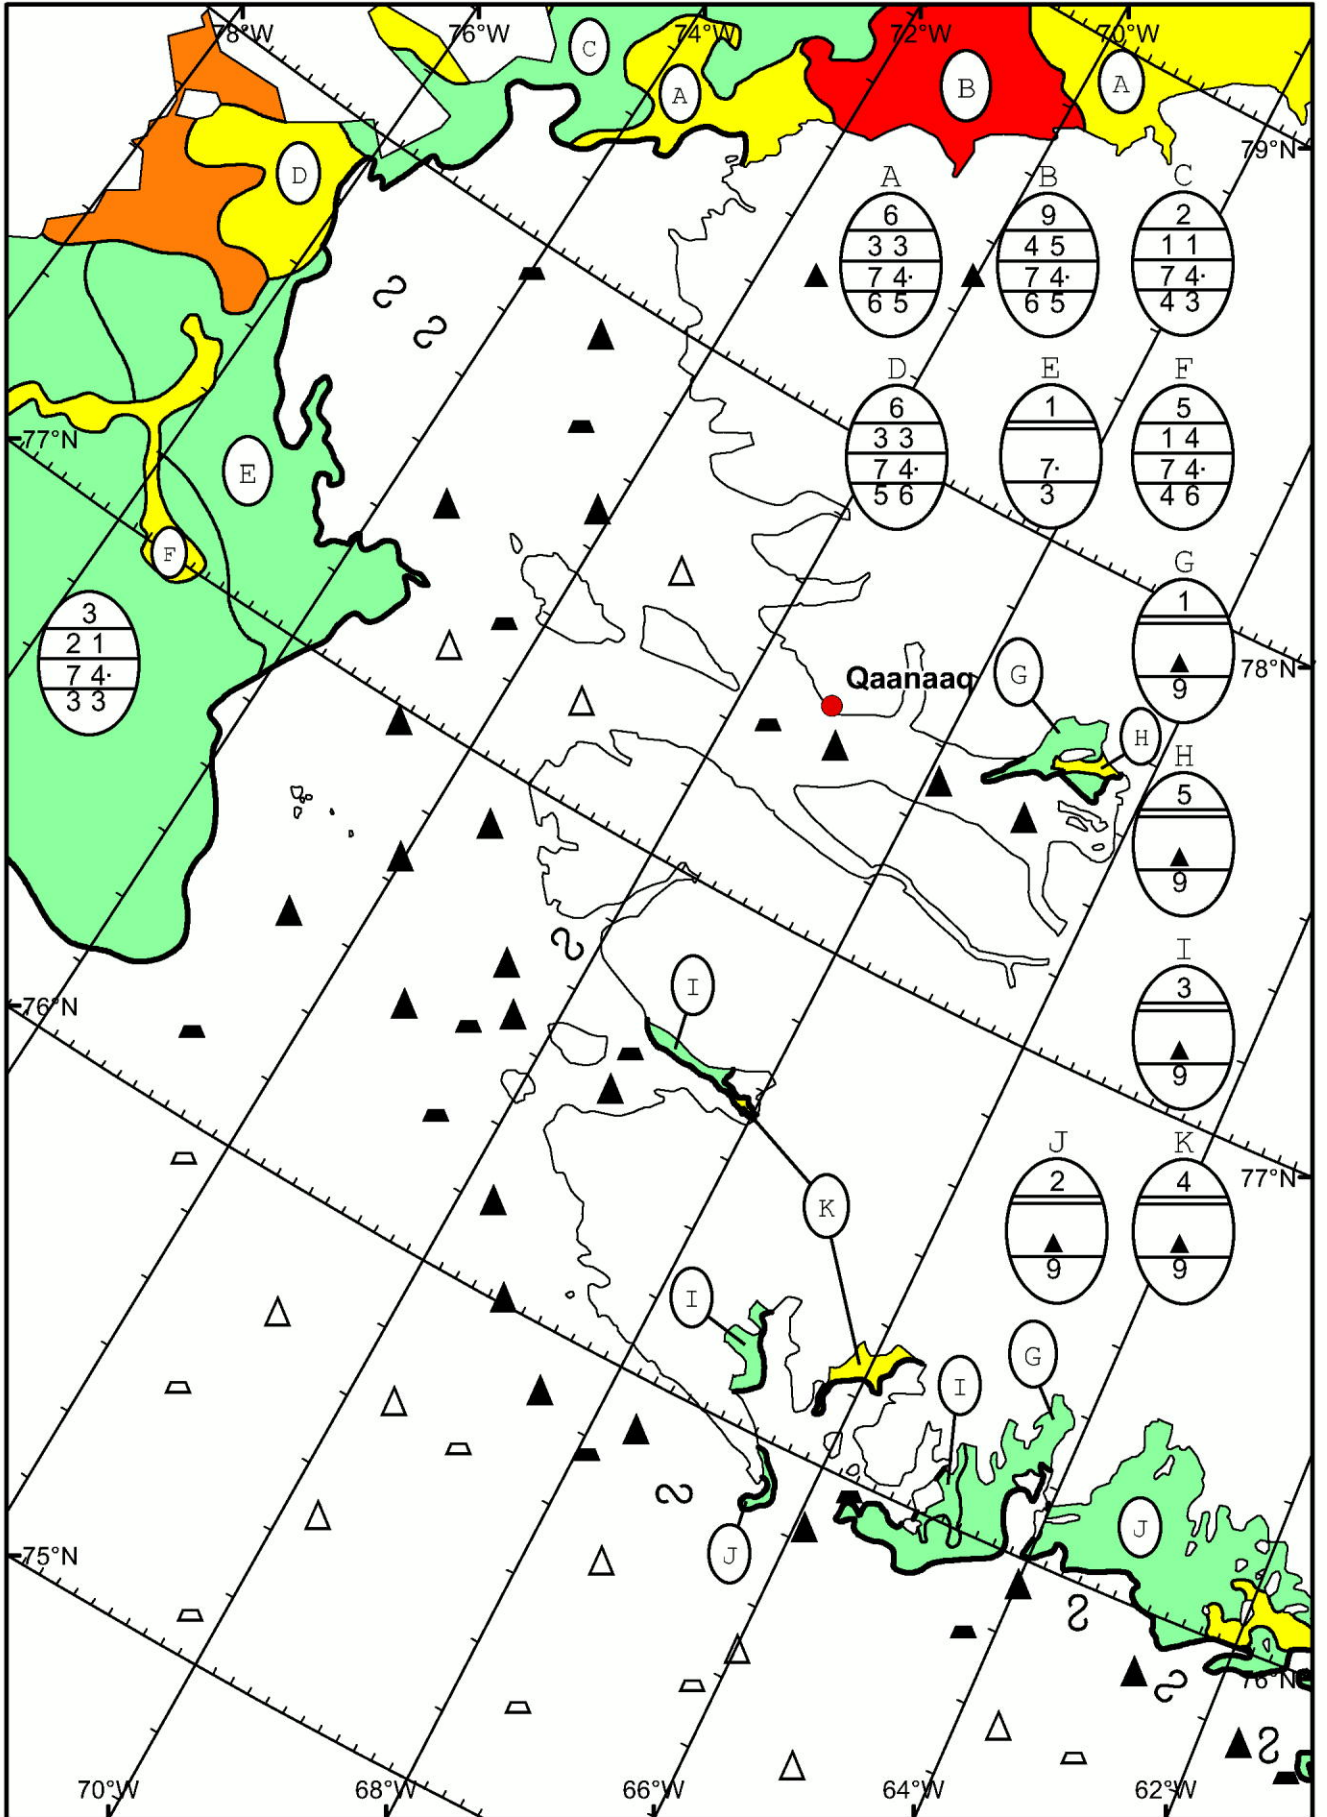 78°W 76°W 74°W 72°W 70°W
C
A B A
79°N
D
A B C
6 9 2
3 3 4 5 1 1
7 4· 7 4· 7 4·
6 5 6 5 4 3
D E F
6 1 5
3 3 1 4
7 4· 7· 7 4·
5 6 3 4 6
77°N
E
F
G
1
9
3
2 1
7 4·
3 3
78°N
Qaanaaq
G
H
H
5
9
I
I
3
9
76°N
J K
2 4
9 9
77°N
K
I
G
I
J
J
75°N
76°N
70°W 68°W 66°W 64°W 62°W